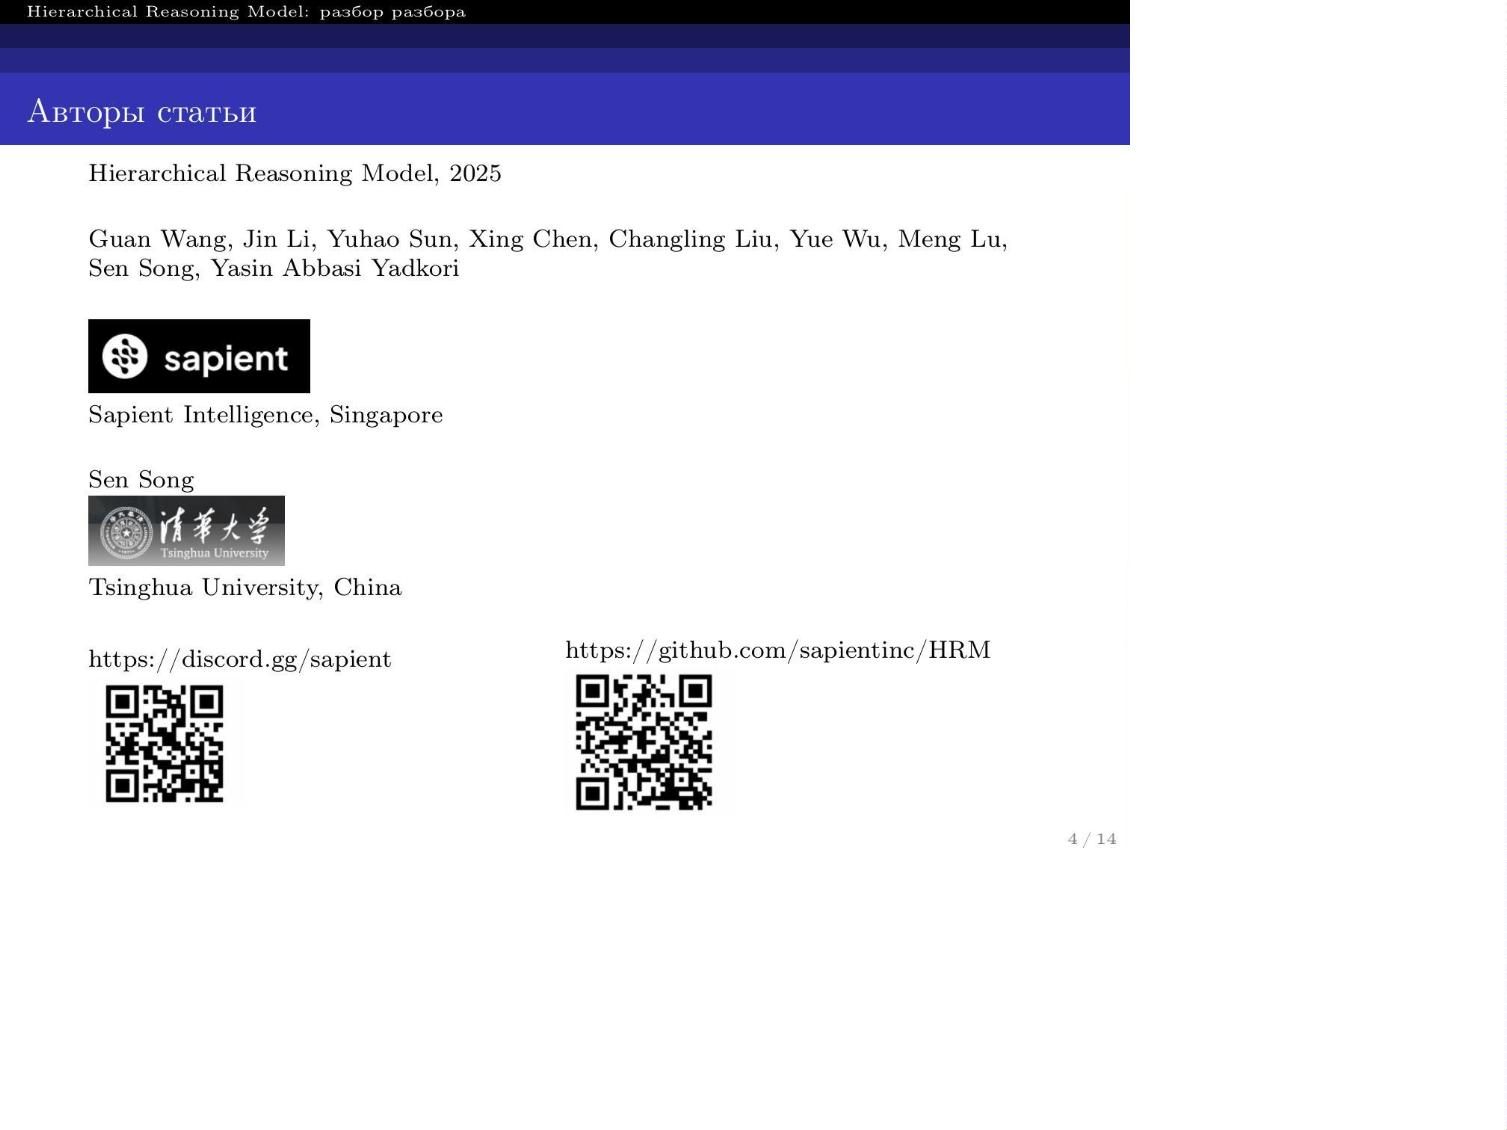 Hierarchical Reasoning Model: разбор разбора
Авторы статьи
Hierarchical Reasoning Model, 2025
Guan Wang, Jin Li, Yuhao Sun, Xing Chen, Changling Liu, Yue Wu, Meng Lu,
Sen Song, Yasin Abbasi Yadkori
sapient
Sapient Intelligence, Singapore
Sen Song
清華大学
Tsinghua University
Tsinghua University, China
https://discord.gg/sapient
https://github.com/sapientinc/HRM
4 / 14